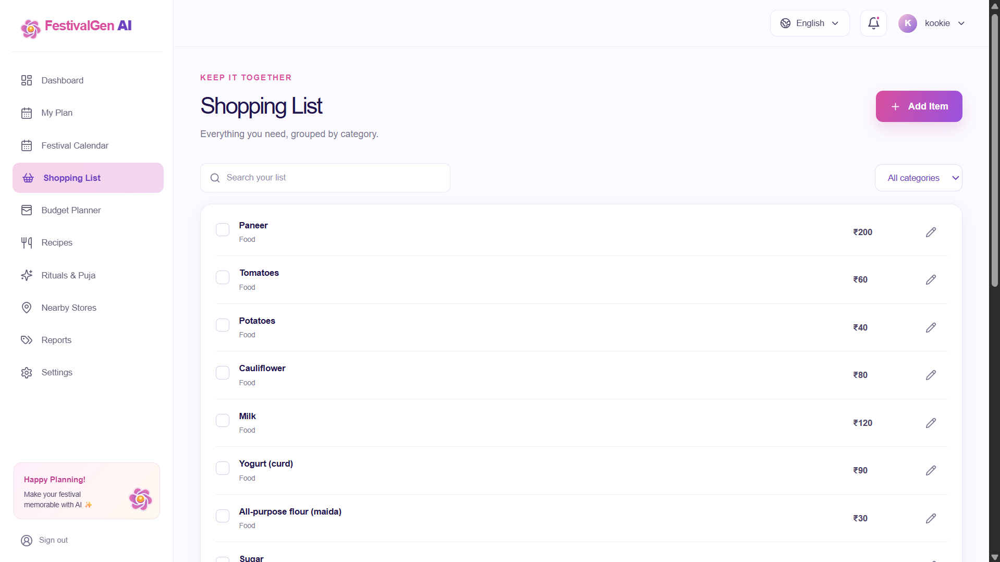 FestivalGen AI
English
K
kookie
Dashboard
My Plan
Festival Calendar
Shopping List
Budget Planner
Recipes
Rituals & Puja
Nearby Stores
Reports
Settings
Happy Planning!
Make your festival
memorable with AI ✨
Sign out
KEEP IT TOGETHER
Shopping List
Everything you need, grouped by category.
Add Item
Search your list
All categories
Paneer
Food
₹200
Tomatoes
Food
₹60
Potatoes
Food
₹40
Cauliflower
Food
₹80
Milk
Food
₹120
Yogurt (curd)
Food
₹90
All-purpose flour (maida)
Food
₹30
Sugar